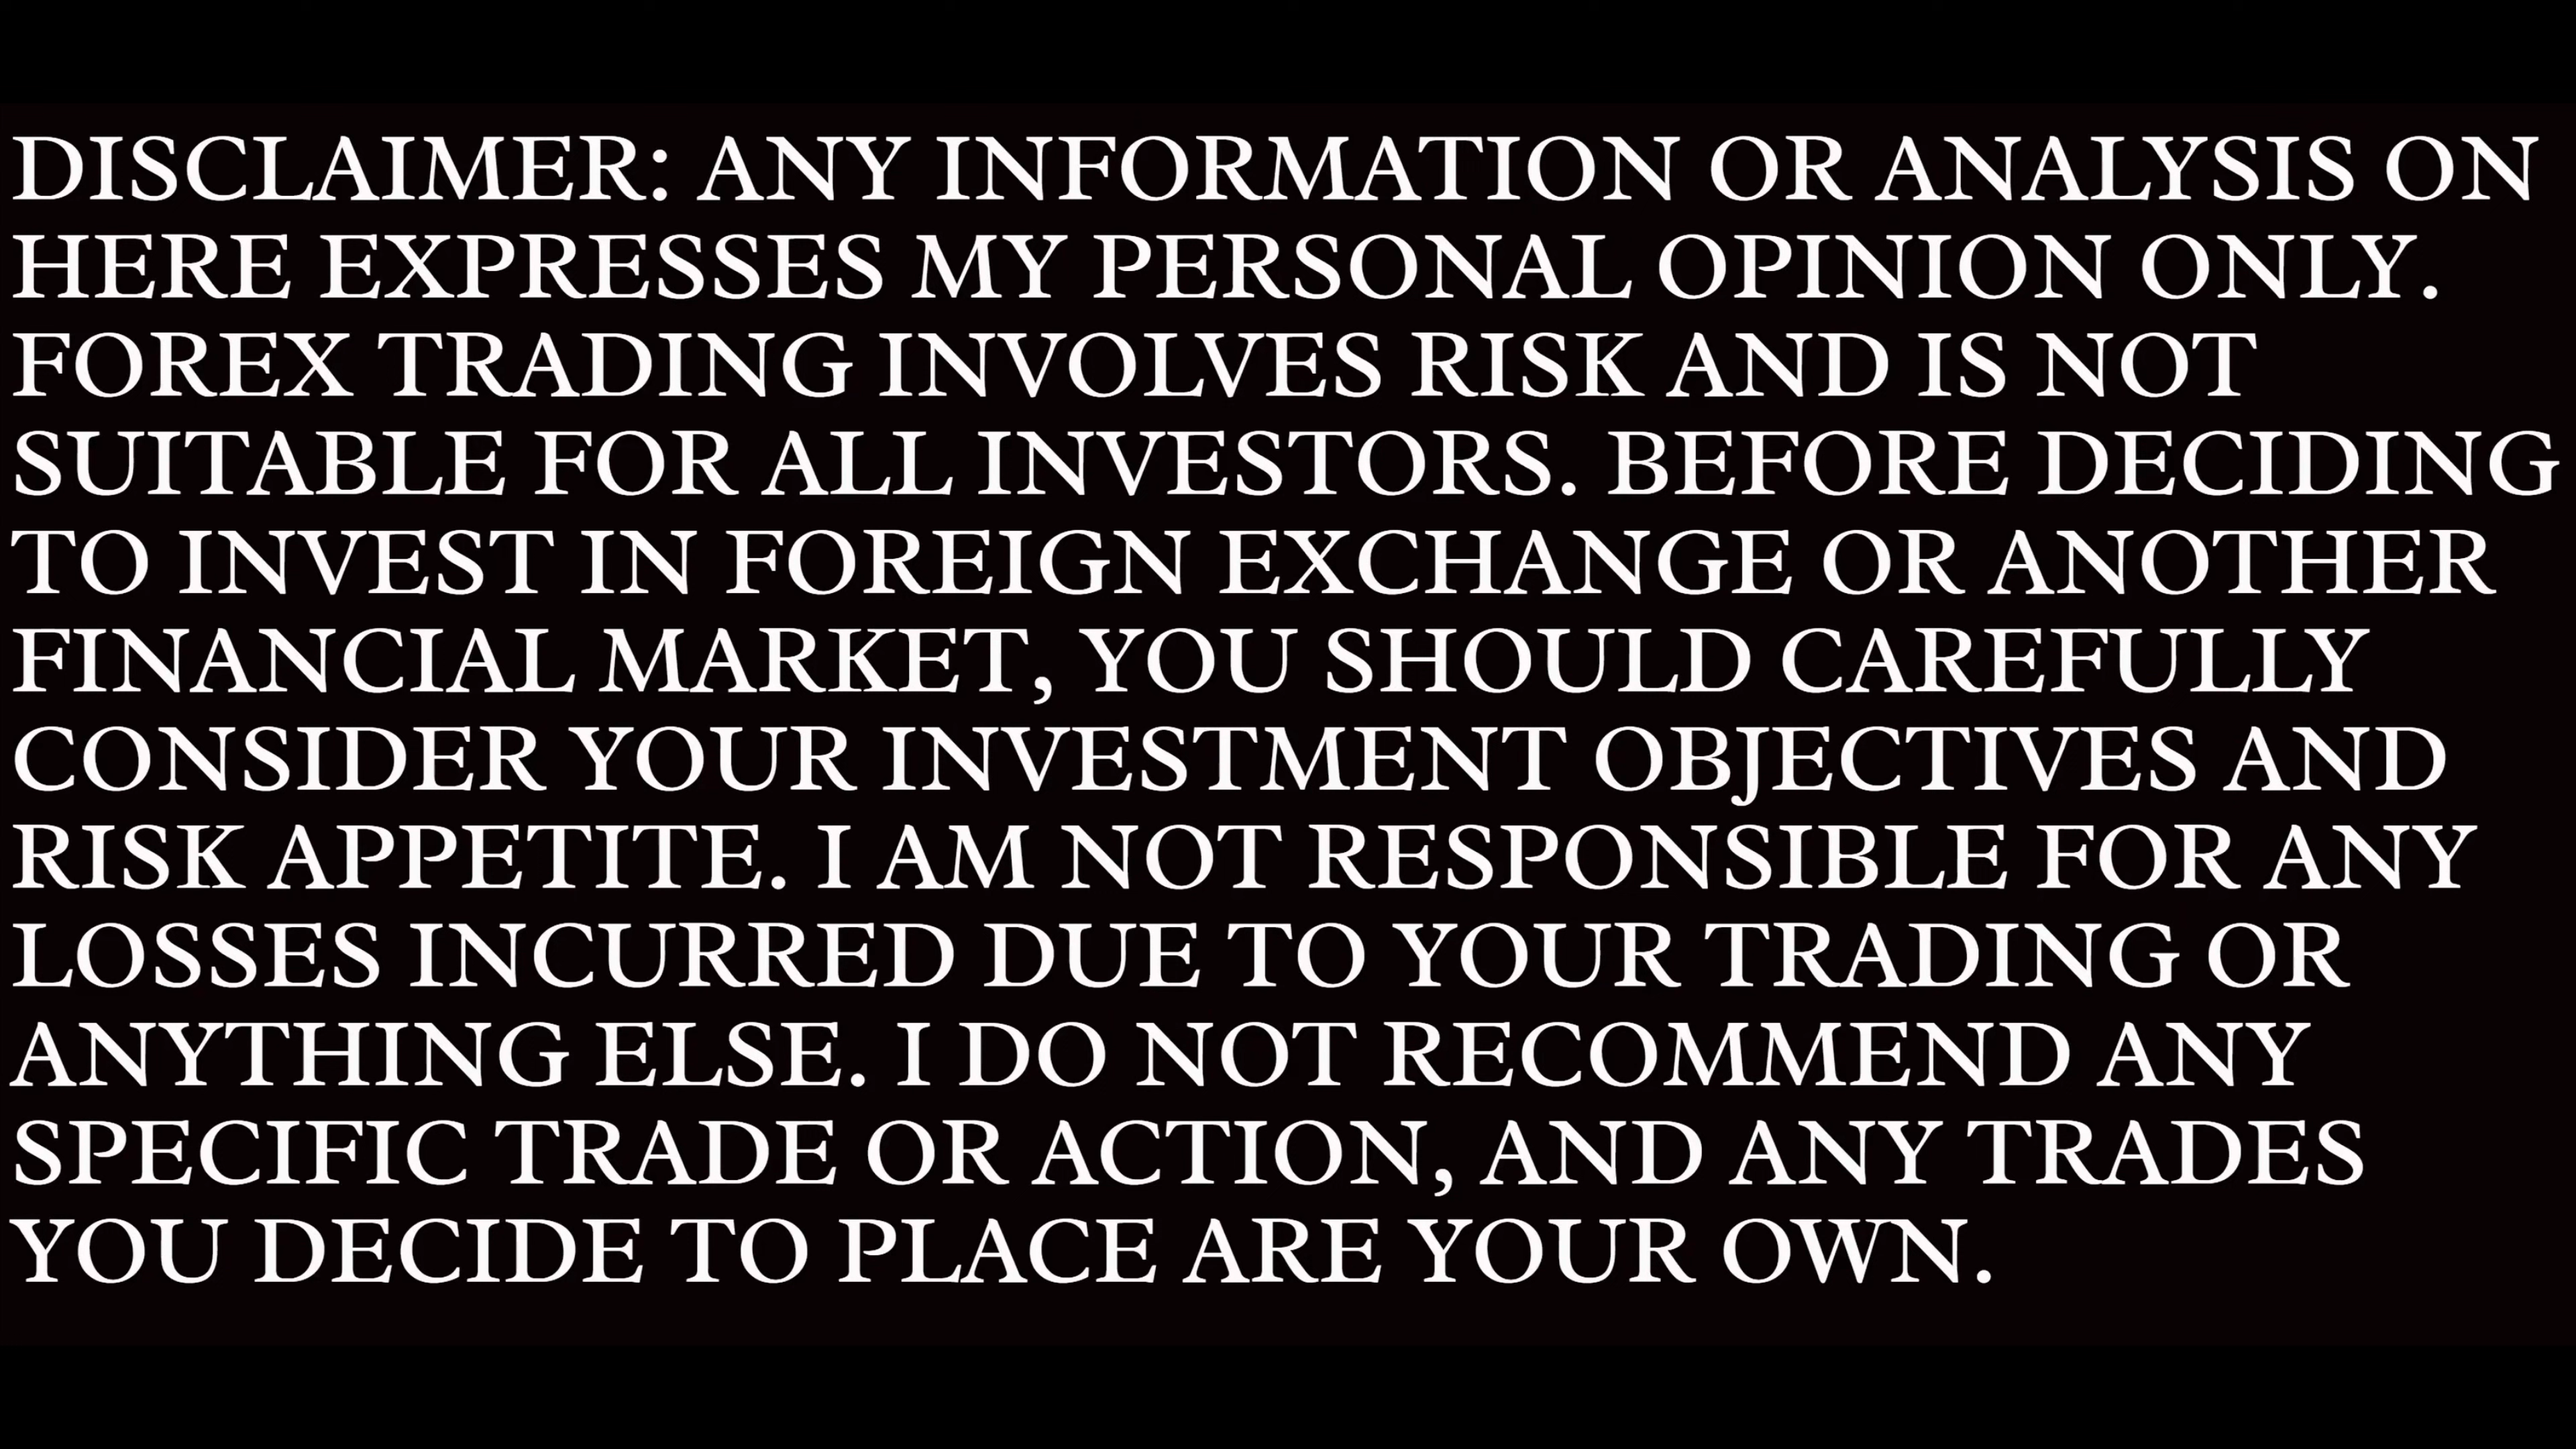 DISCLAIMER: ANY INFORMATION OR ANALYSIS ON
HERE EXPRESSES MY PERSONAL OPINION ONLY.
FOREX TRADING INVOLVES RISK AND IS NOT
SUITABLE FOR ALL INVESTORS. BEFORE DECIDING
TO INVEST IN FOREIGN EXCHANGE OR ANOTHER
FINANCIAL MARKET, YOU SHOULD CAREFULLY
CONSIDER YOUR INVESTMENT OBJECTIVES AND
RISK APPETITE. I AM NOT RESPONSIBLE FOR ANY
LOSSES INCURRED DUE TO YOUR TRADING OR
ANYTHING ELSE. I DO NOT RECOMMEND ANY
SPECIFIC TRADE OR ACTION, AND ANY TRADES
YOU DECIDE TO PLACE ARE YOUR OWN.